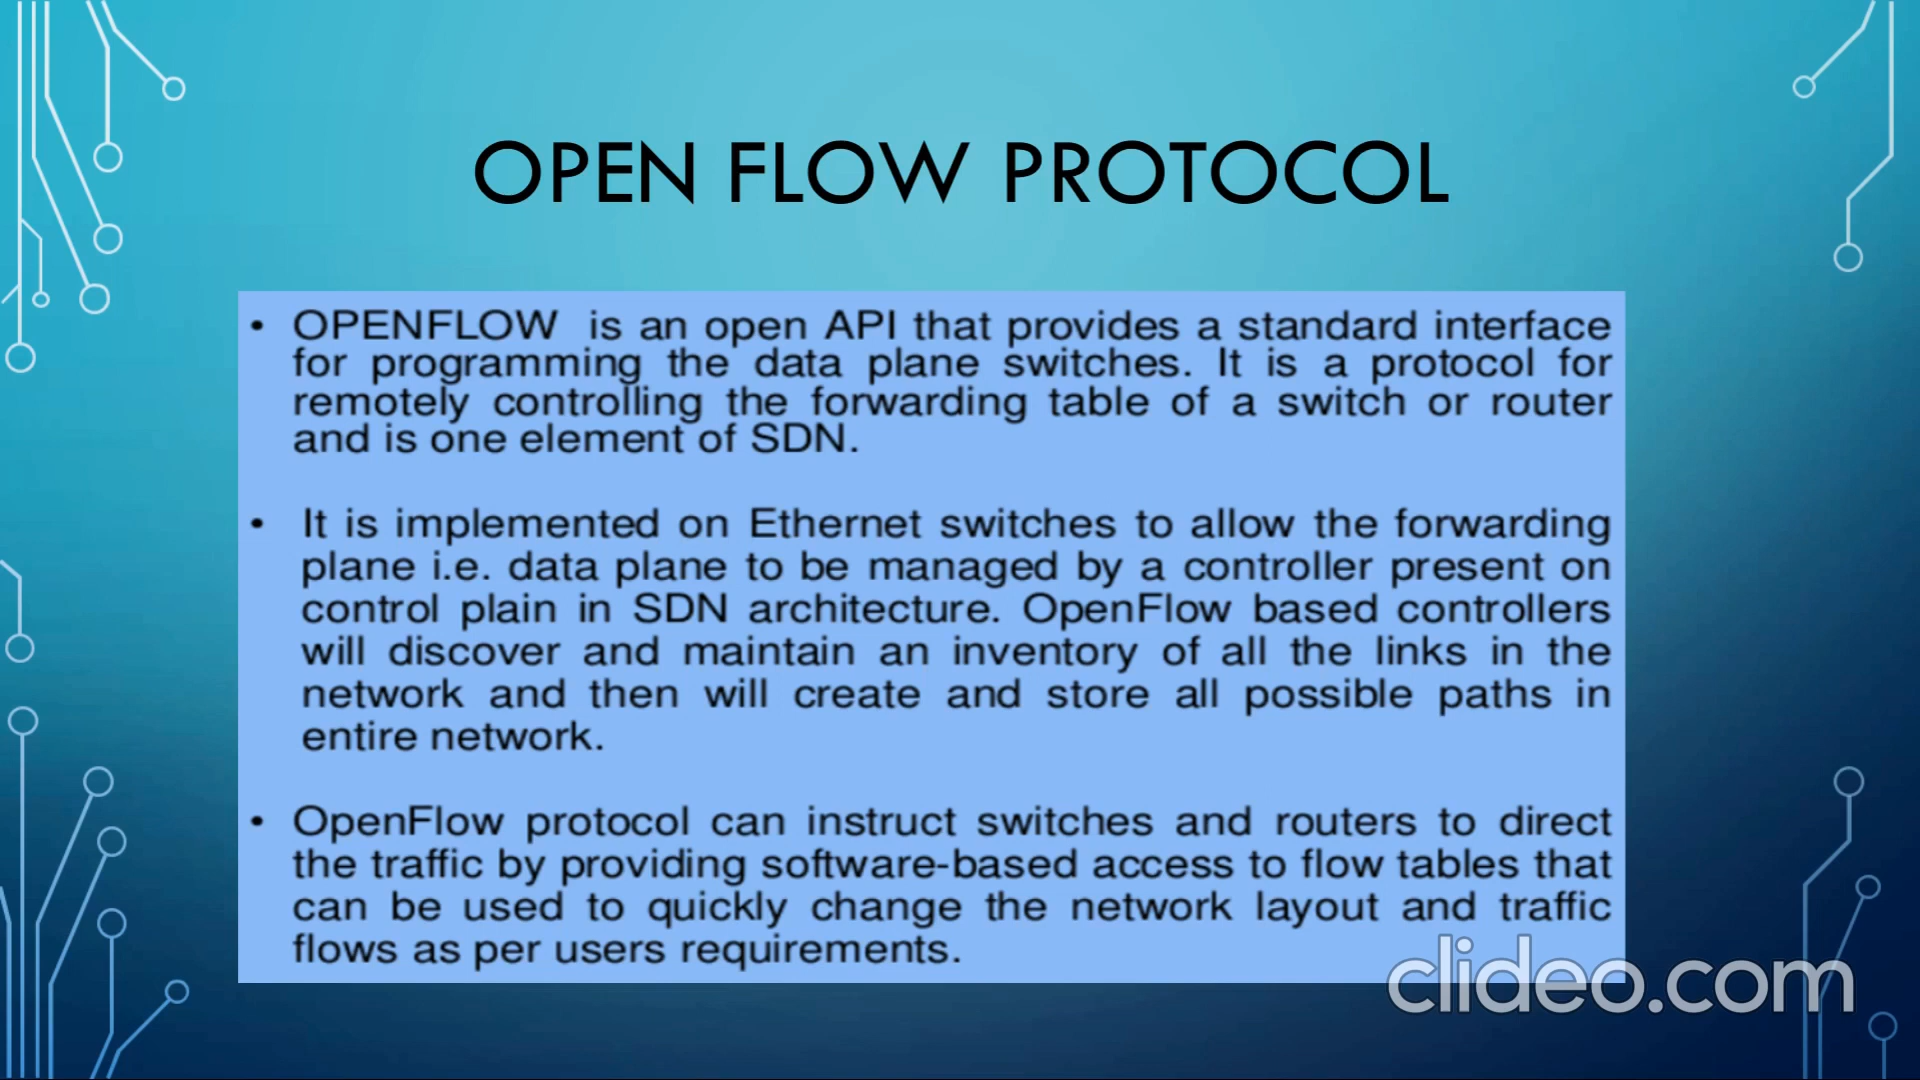 OPEN FLOW PROTOCOL
• OPENFLOW is an open API that provides a standard interface
for programming the data plane switches. It is a protocol for
remotely controlling the forwarding table of a switch or router
and is one element of SDN.
• It is implemented on Ethernet switches to allow the forwarding
plane i.e. data plane to be managed by a controller present on
control plain in SDN architecture. OpenFlow based controllers
will discover and maintain an inventory of all the links in the
network and then will create and store all possible paths in
entire network.
• OpenFlow protocol can instruct switches and routers to direct
the traffic by providing software-based access to flow tables that
can be used to quickly change the network layout and traffic
flows as per users requirements.
clideo.com